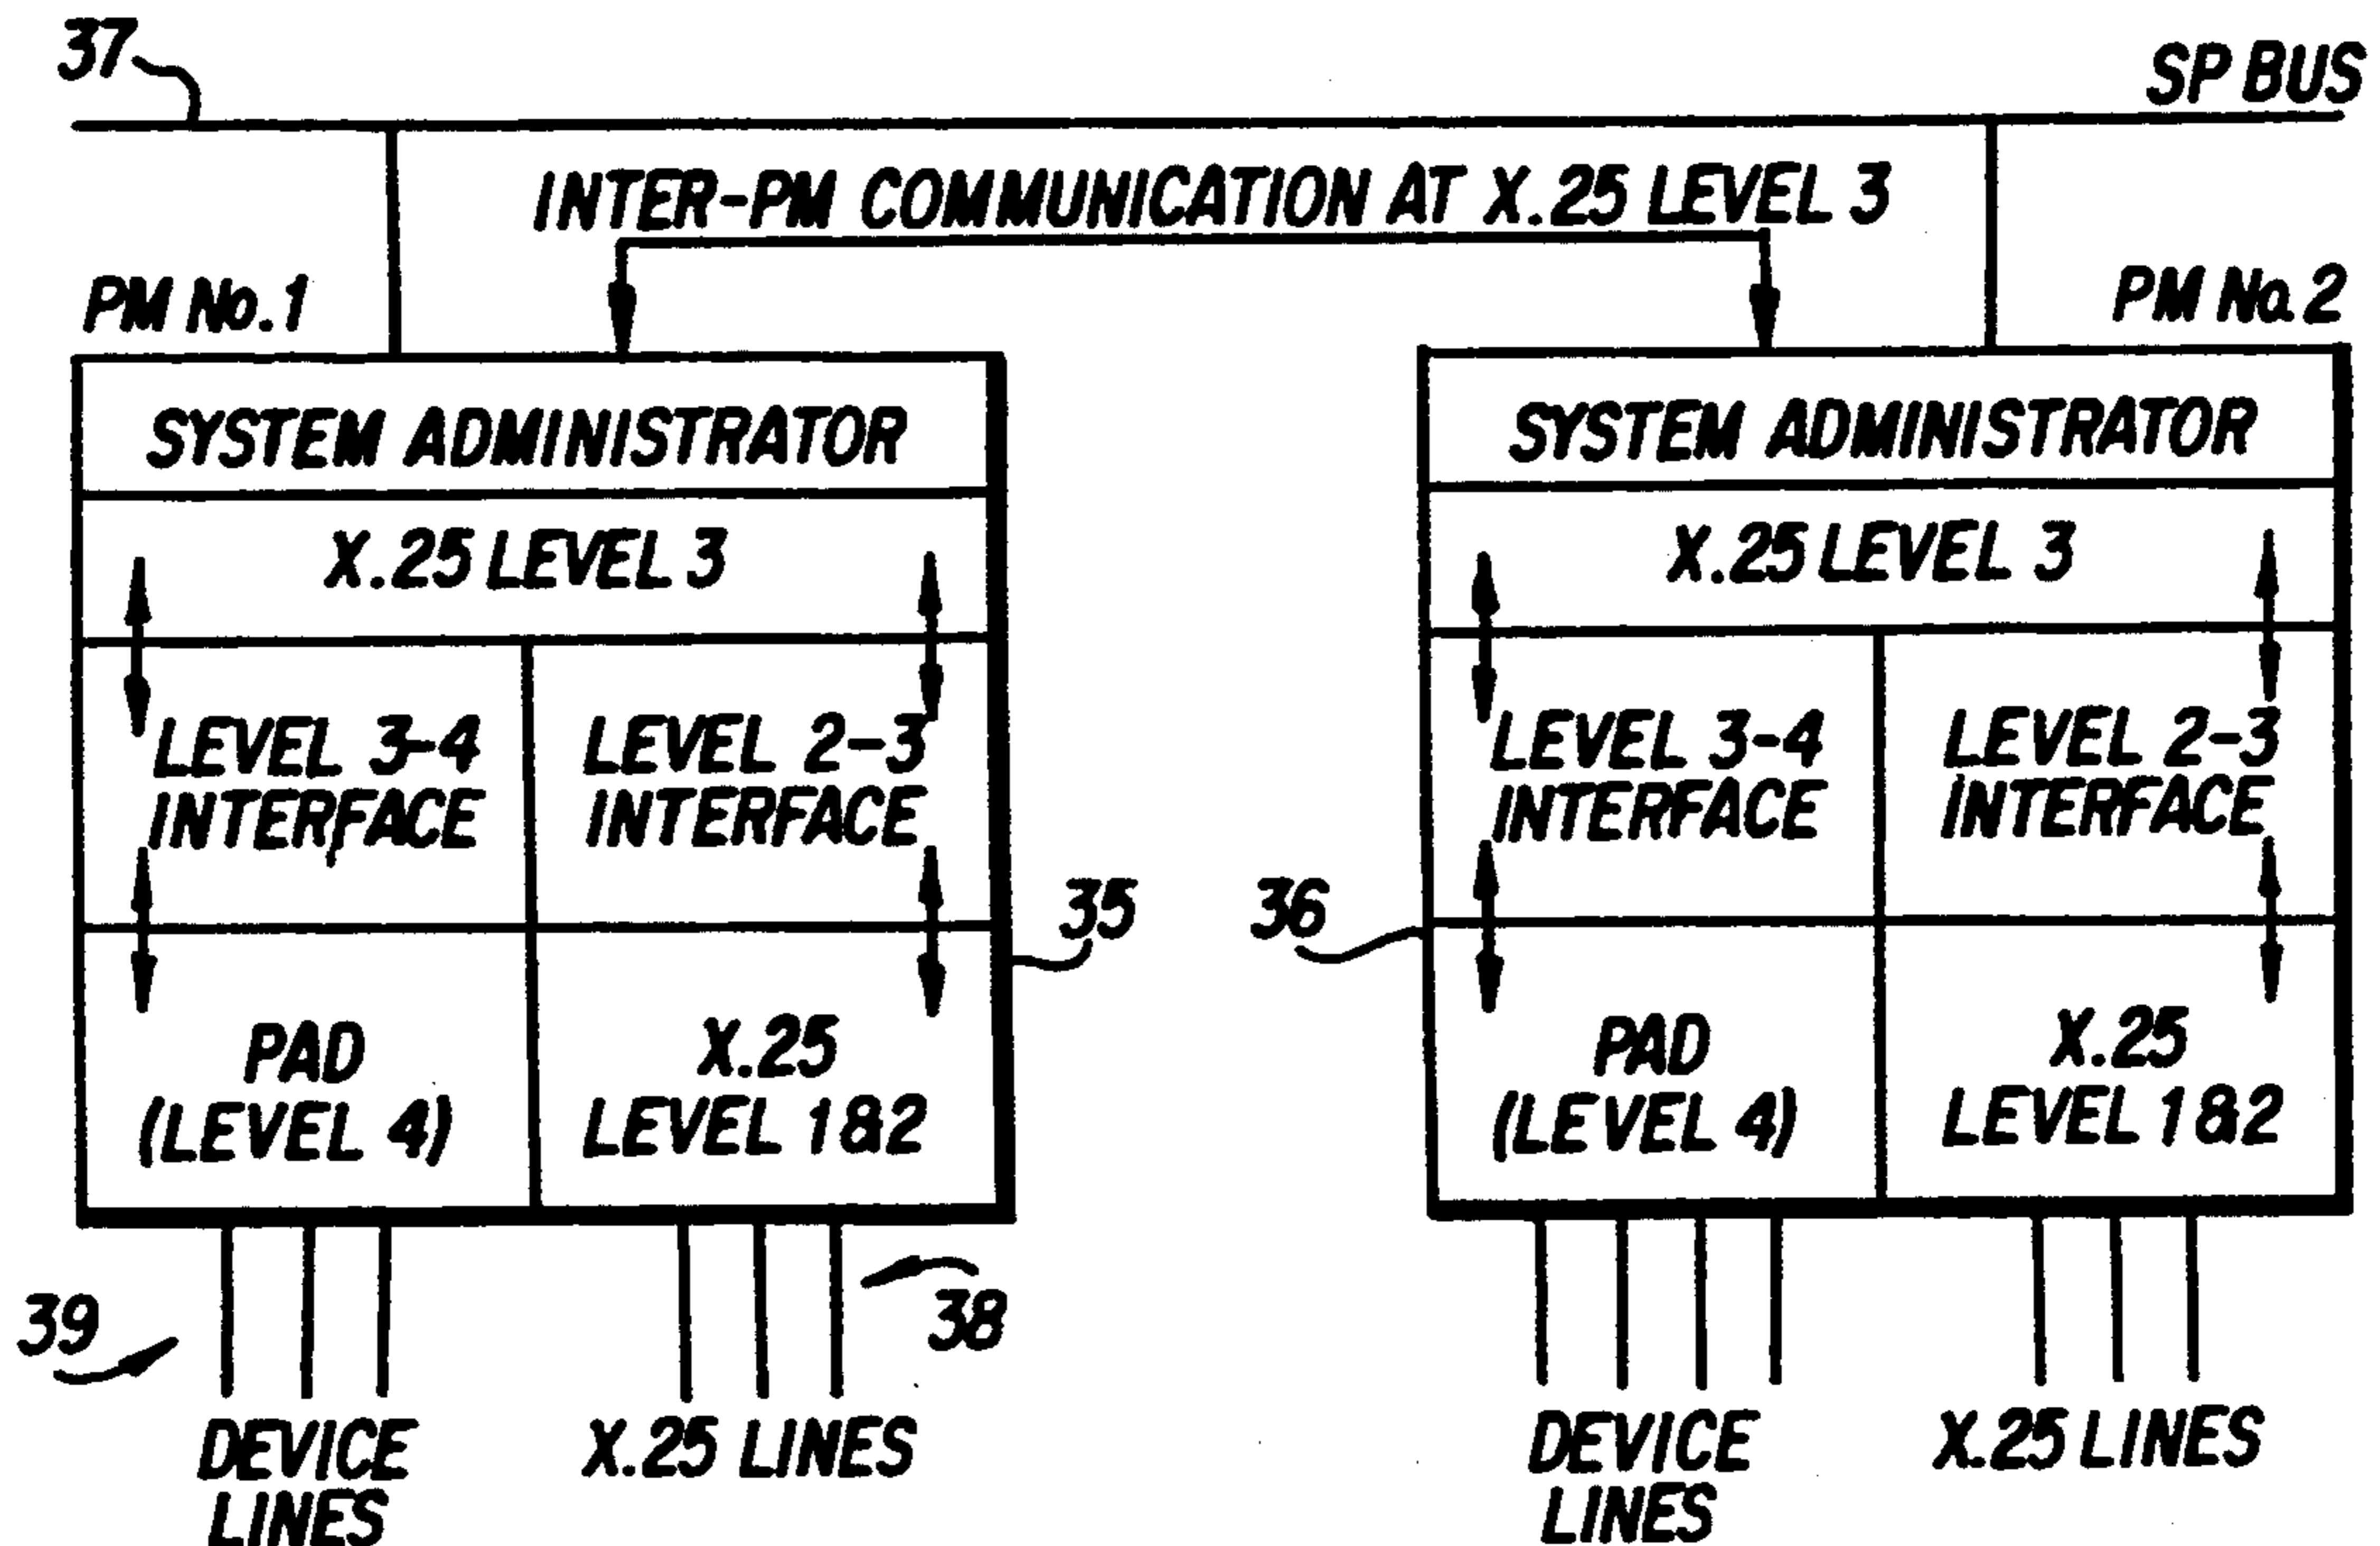 37
SP BUS
INTER-PM COMMUNICATION AT X.25 LEVEL 3
PM No. 1
PM No. 2
SYSTEM ADMINISTRATOR
X.25 LEVEL 3
LEVEL 3-4
INTERFACE
LEVEL 2-3
INTERFACE
PAD
(LEVEL 4)
X.25
LEVEL 1&2
35
39
38
DEVICE
LINES
X.25 LINES
SYSTEM ADMINISTRATOR
X.25 LEVEL 3
LEVEL 3-4
INTERFACE
LEVEL 2-3
INTERFACE
36
PAD
(LEVEL 4)
X.25
LEVEL 1&2
DEVICE
LINES
X.25 LINES